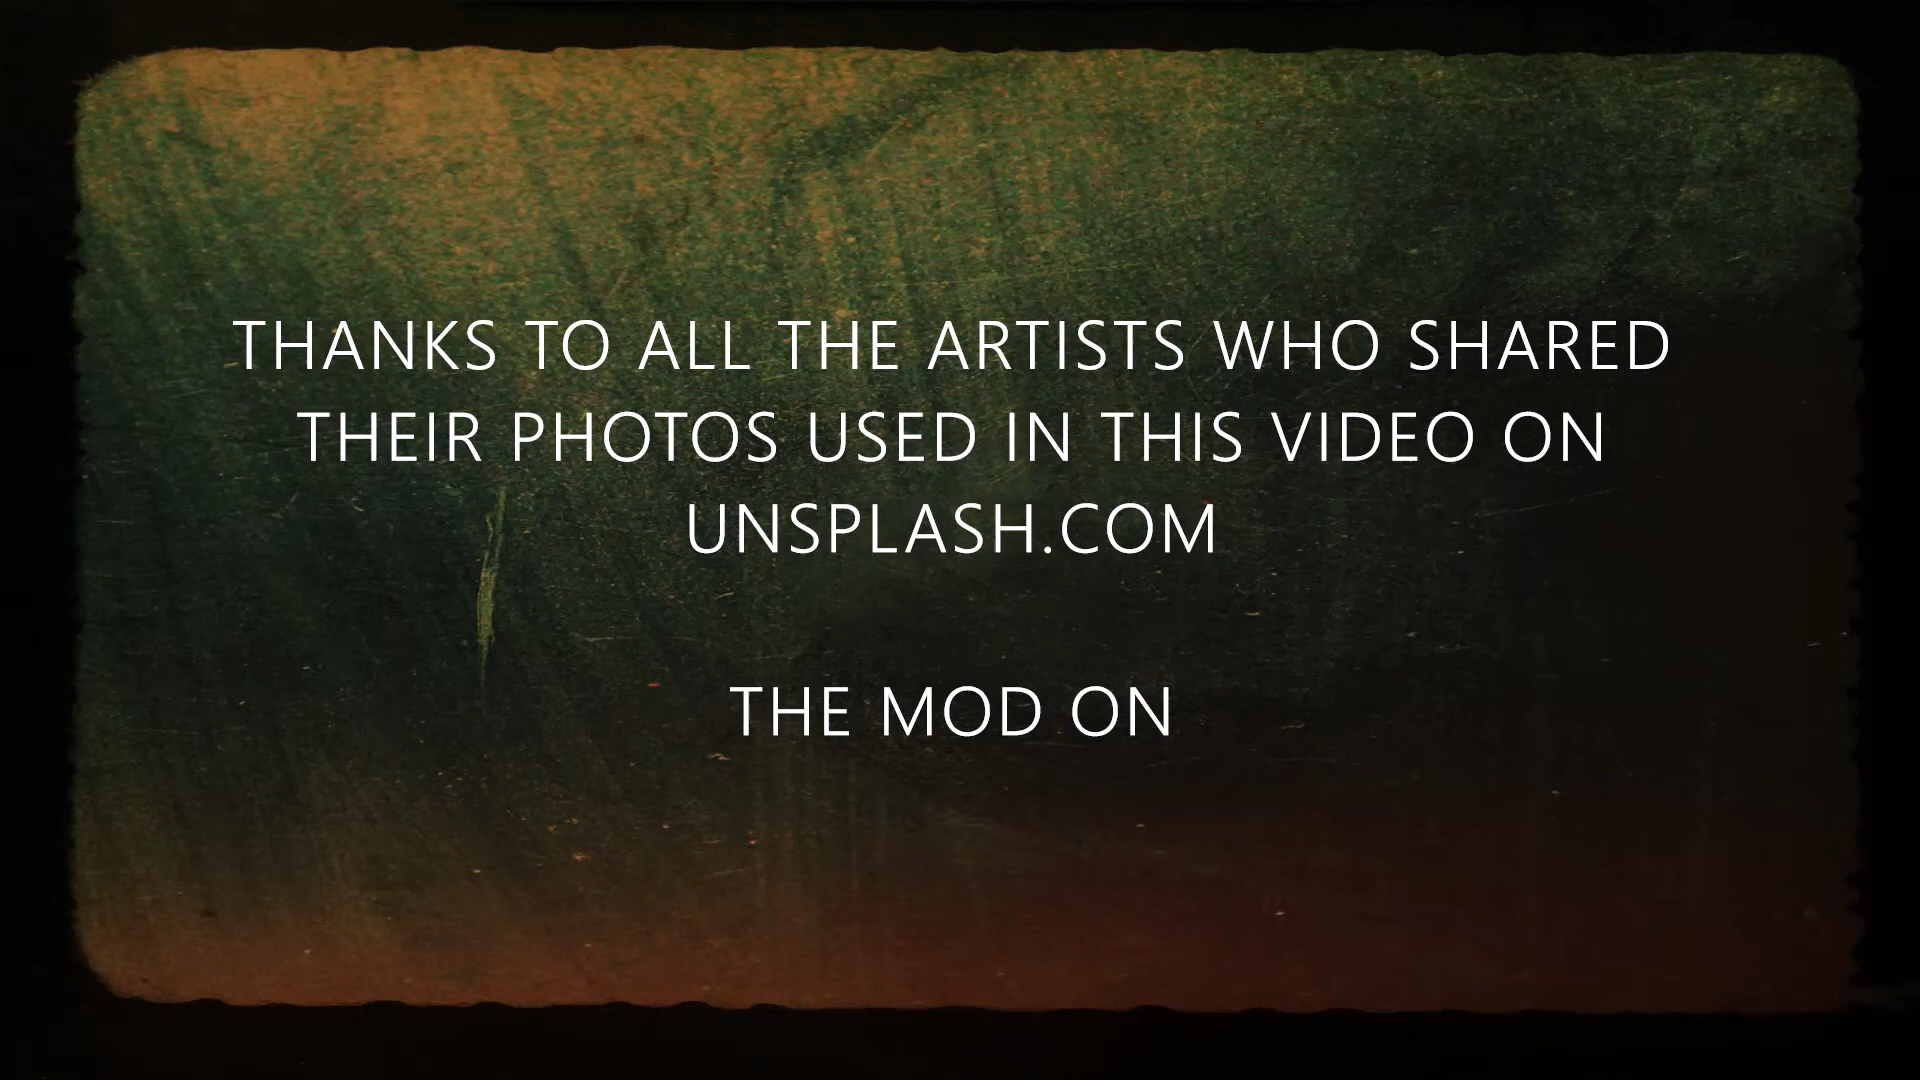 THANKS TO ALL THE ARTISTS WHO SHARED
THEIR PHOTOS USED IN THIS VIDEO ON
UNSPLASH.COM
THE MOD ON